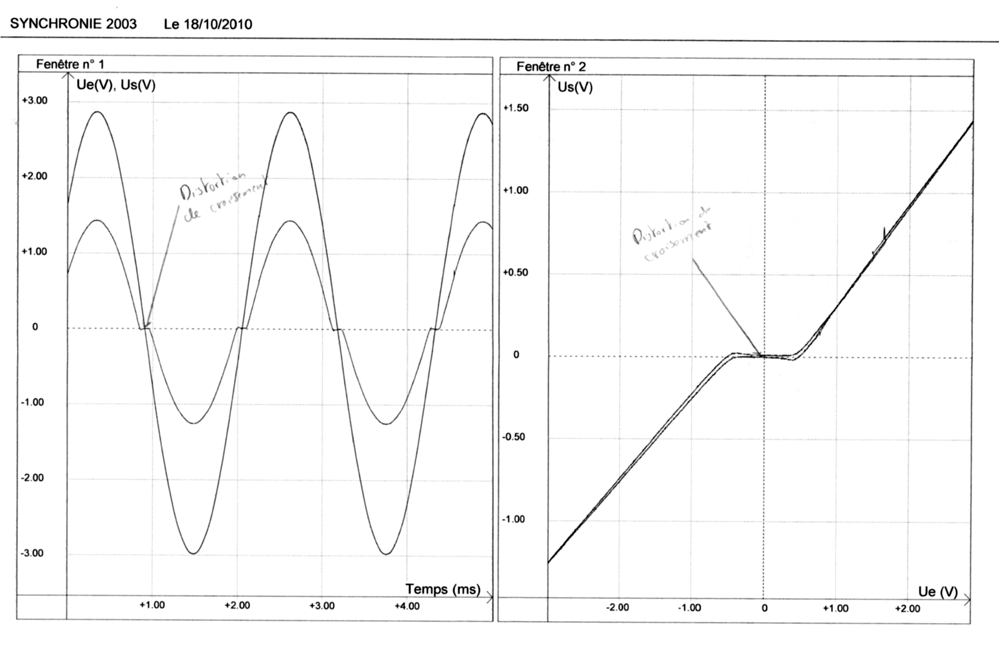 SYNCHRONIE 2003 Le 18/10/2010
Fenêtre n° 1
Ue(V), Us(V)
+3.00
+2.00
+1.00
0
-1.00
-2.00
-3.00
Distortion
de croisement
Temps (ms)
+1.00 +2.00 +3.00 +4.00
Fenêtre n° 2
Us(V)
+1.50
+1.00
+0.50
0
-0.50
-1.00
Distortion de
croisement
Ue (V)
-2.00 -1.00 0 +1.00 +2.00